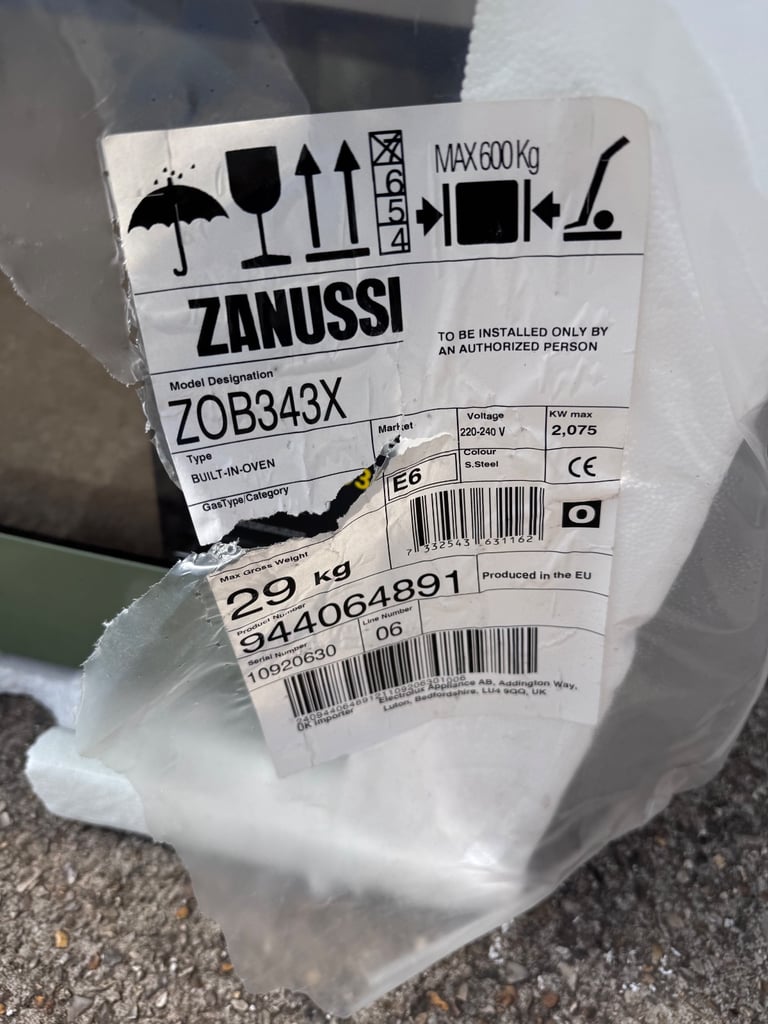 X
6
5
4
MAX 600 Kg
ZANUSSI
TO BE INSTALLED ONLY BY
AN AUTHORIZED PERSON
Model Designation
ZOB343X
Type
BUILT-IN-OVEN
Market
Voltage
220-240 V
KW max
2,075
Colour
S.Steel
CE
GasType/Category
3
E6
7 332543 631162
O
Max Gross Weight
29 kg
Product Number
944064891
Produced in the EU
Serial Number
10920630
Line Number
06
UK Importer
Electrolux Appliance AB, Addington Way,
Luton, Bedfordshire, LU4 9QQ, UK